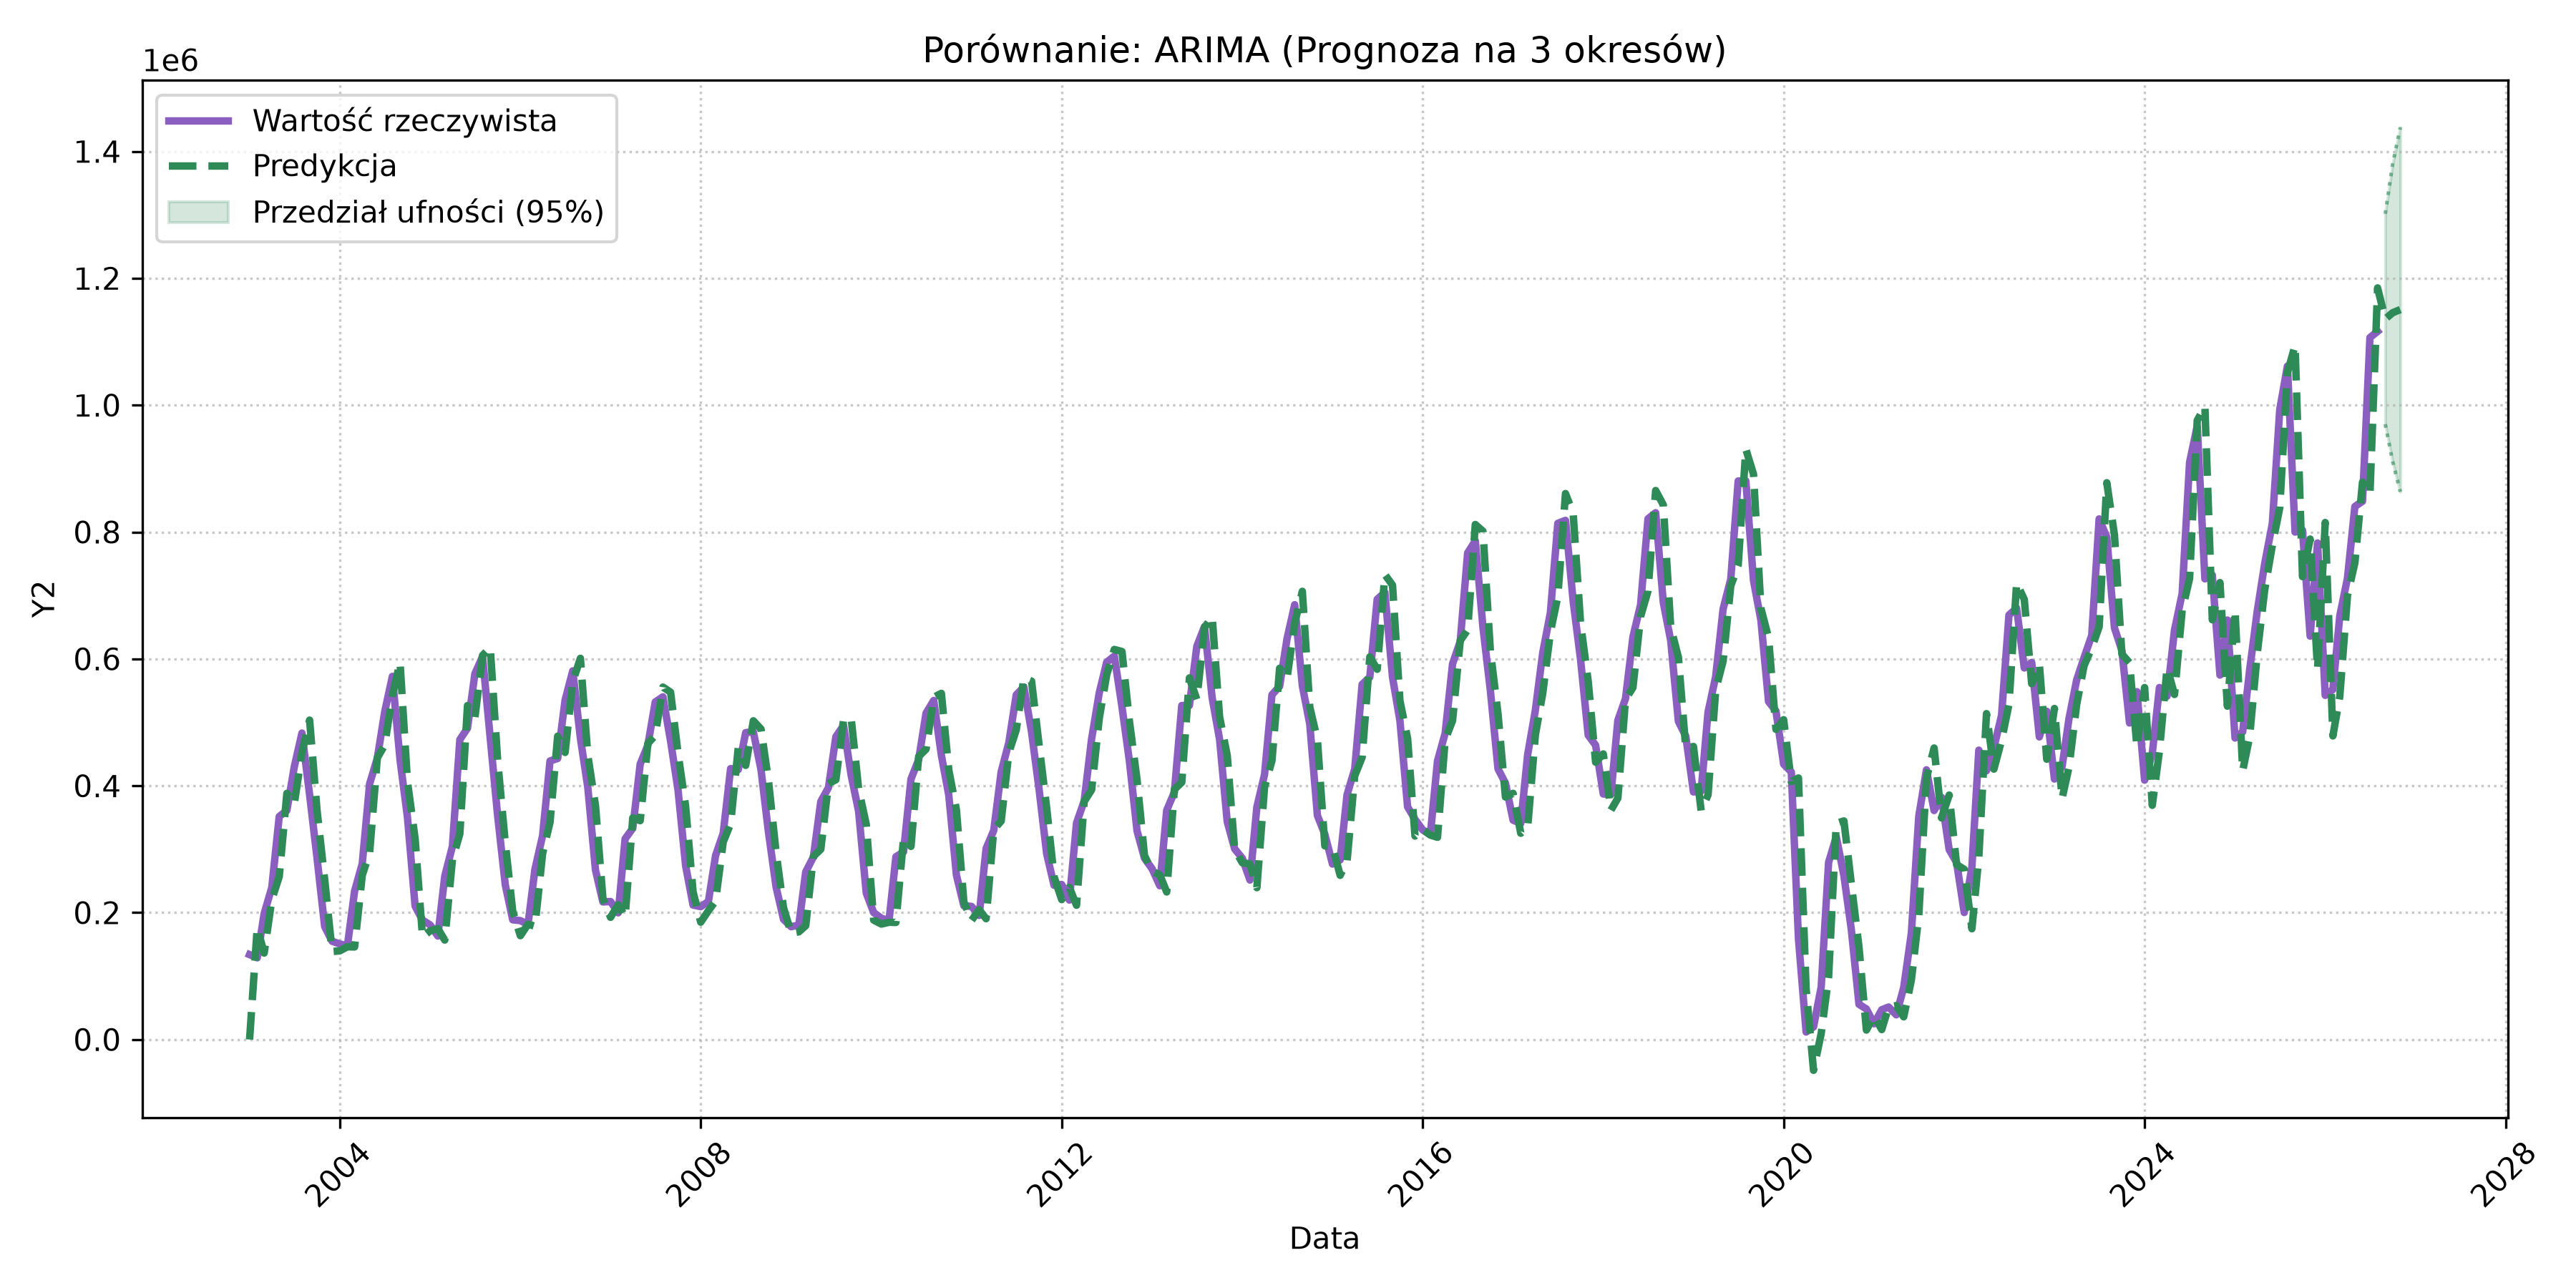 Porównanie: ARIMA (Prognoza na 3 okresów)
1e6
Wartość rzeczywista
Predykcja
Przedział ufności (95%)
1.4
1.2
1.0
0.8
0.6
0.4
0.2
0.0
Y2
2004
2008
2012
2016
2020
2024
2028
Data